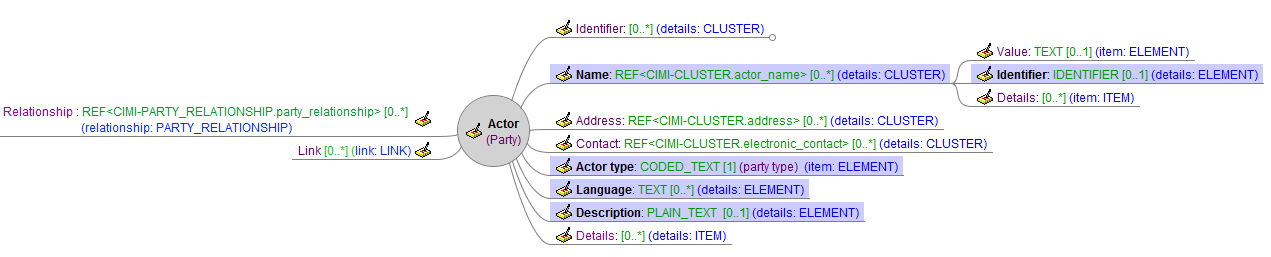 Relationship : REF<CIMI-PARTY_RELATIONSHIP.party_relationship> [0..*]
(relationship: PARTY_RELATIONSHIP)
Link [0..*] (link: LINK)
Actor
(Party)
Identifier: [0..*] (details: CLUSTER)
Name: REF<CIMI-CLUSTER.actor_name> [0..*] (details: CLUSTER)
Value: TEXT [0..1] (item: ELEMENT)
Identifier: IDENTIFIER [0..1] (details: ELEMENT)
Details: [0..*] (item: ITEM)
Address: REF<CIMI-CLUSTER.address> [0..*] (details: CLUSTER)
Contact: REF<CIMI-CLUSTER.electronic_contact> [0..*] (details: CLUSTER)
Actor type: CODED_TEXT [1] (party type) (item: ELEMENT)
Language: TEXT [0..*] (details: ELEMENT)
Description: PLAIN_TEXT [0..1] (details: ELEMENT)
Details: [0..*] (details: ITEM)